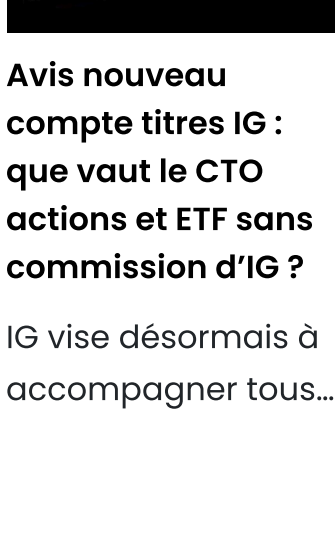 Avis nouveau
compte titres IG :
que vaut le CTO
actions et ETF sans
commission d’IG ?
IG vise désormais à
accompagner tous...